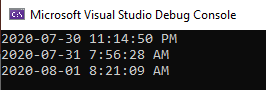 Microsoft Visual Studio Debug Console
2020-07-30 11:14:50 PM
2020-07-31 7:56:28 AM
2020-08-01 8:21:09 AM